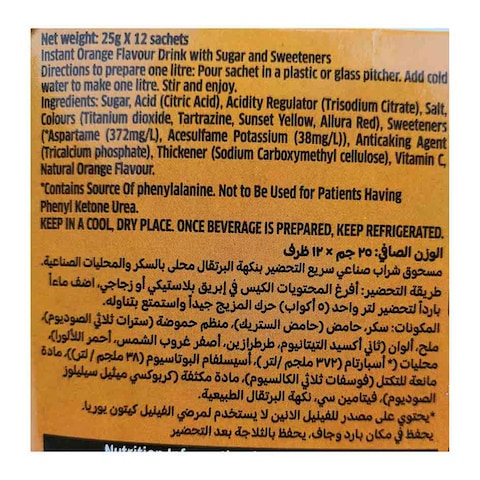 Net weight: 25g X 12 sachets
Instant Orange Flavour Drink with Sugar and Sweeteners
Directions to prepare one litre: Pour sachet in a plastic or glass pitcher. Add cold
water to make one litre. Stir and enjoy.
Ingredients: Sugar, Acid (Citric Acid), Acidity Regulator (Trisodium Citrate), Salt,
Colours (Titanium dioxide, Tartrazine, Sunset Yellow, Allura Red), Sweeteners
(*Aspartame (372mg/L), Acesulfame Potassium (38mg/L)), Anticaking Agent
(Tricalcium phosphate), Thickener (Sodium Carboxymethyl cellulose), Vitamin C,
Natural Orange Flavour.
*Contains Source Of phenylalanine. Not to Be Used for Patients Having
Phenyl Ketone Urea.
KEEP IN A COOL, DRY PLACE. ONCE BEVERAGE IS PREPARED, KEEP REFRIGERATED.
الوزن الصافي: ٢٥ جم × ١٢ ظرف
مسحوق شراب صناعي سريع التحضير بنكهة البرتقال محلى بالسكر والمحليات الصناعية.
طريقة التحضير: أفرغ المحتويات الكيس في إبريق بلاستيكي أو زجاجي، اضف ماءاً
بارداً لتحضير لتر واحد (٥ أكواب) حرك المزيج جيداً واستمتع بتناوله.
المكونات: سكر، حامض (حامض الستريك)، منظم حموضة (سترات ثلاثي الصوديوم)،
ملح، ألوان (ثاني أكسيد التيتانيوم، طرطرازين، أصفر غروب الشمس، أحمر الألورا)،
محليات (* أسبارتام (٣٧٢ ملجم /لتر)، أسيسلفام البوتاسيوم (٣٨ ملجم /لتر))، مادة
مانعة للتكتل (فوسفات ثلاثي الكالسيوم)، مادة مكثفة (كربوكسي ميثيل سيليلوز
الصوديوم)، فيتامين سي، نكهة البرتقال الطبيعية.
*يحتوي على مصدر للفينيل الانين لا يستخدم لمرضي الفينيل كيتون يوريا.
يحفظ في مكان بارد وجاف، يحفظ بالثلاجة بعد التحضير
Nutrition